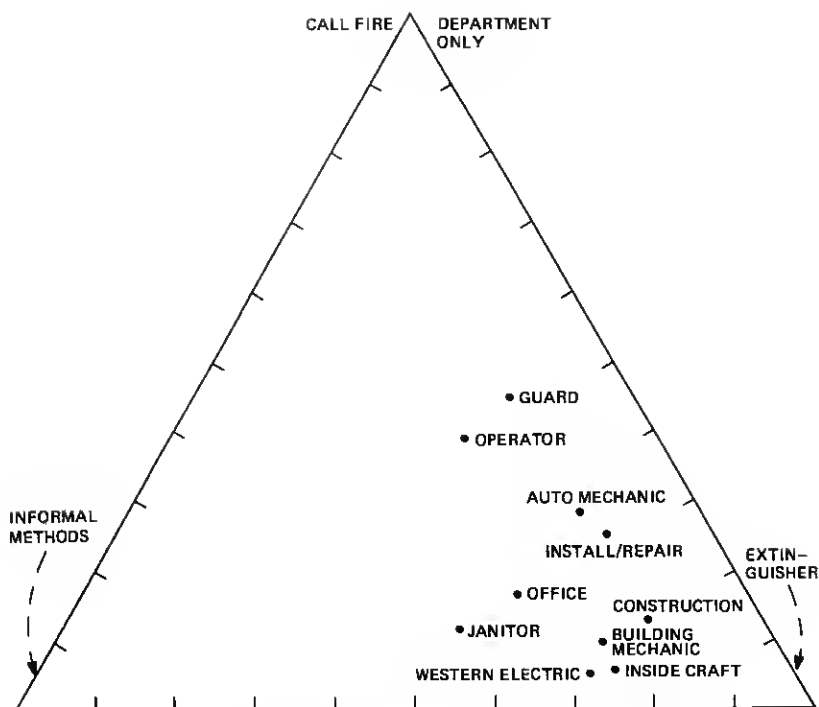 CALL FIRE DEPARTMENT
ONLY
GUARD
OPERATOR
AUTO MECHANIC
INFORMAL
METHODS
INSTALL/REPAIR
EXTIN-
GUISHER
OFFICE
CONSTRUCTION
JANITOR
BUILDING
MECHANIC
WESTERN ELECTRIC
INSIDE CRAFT